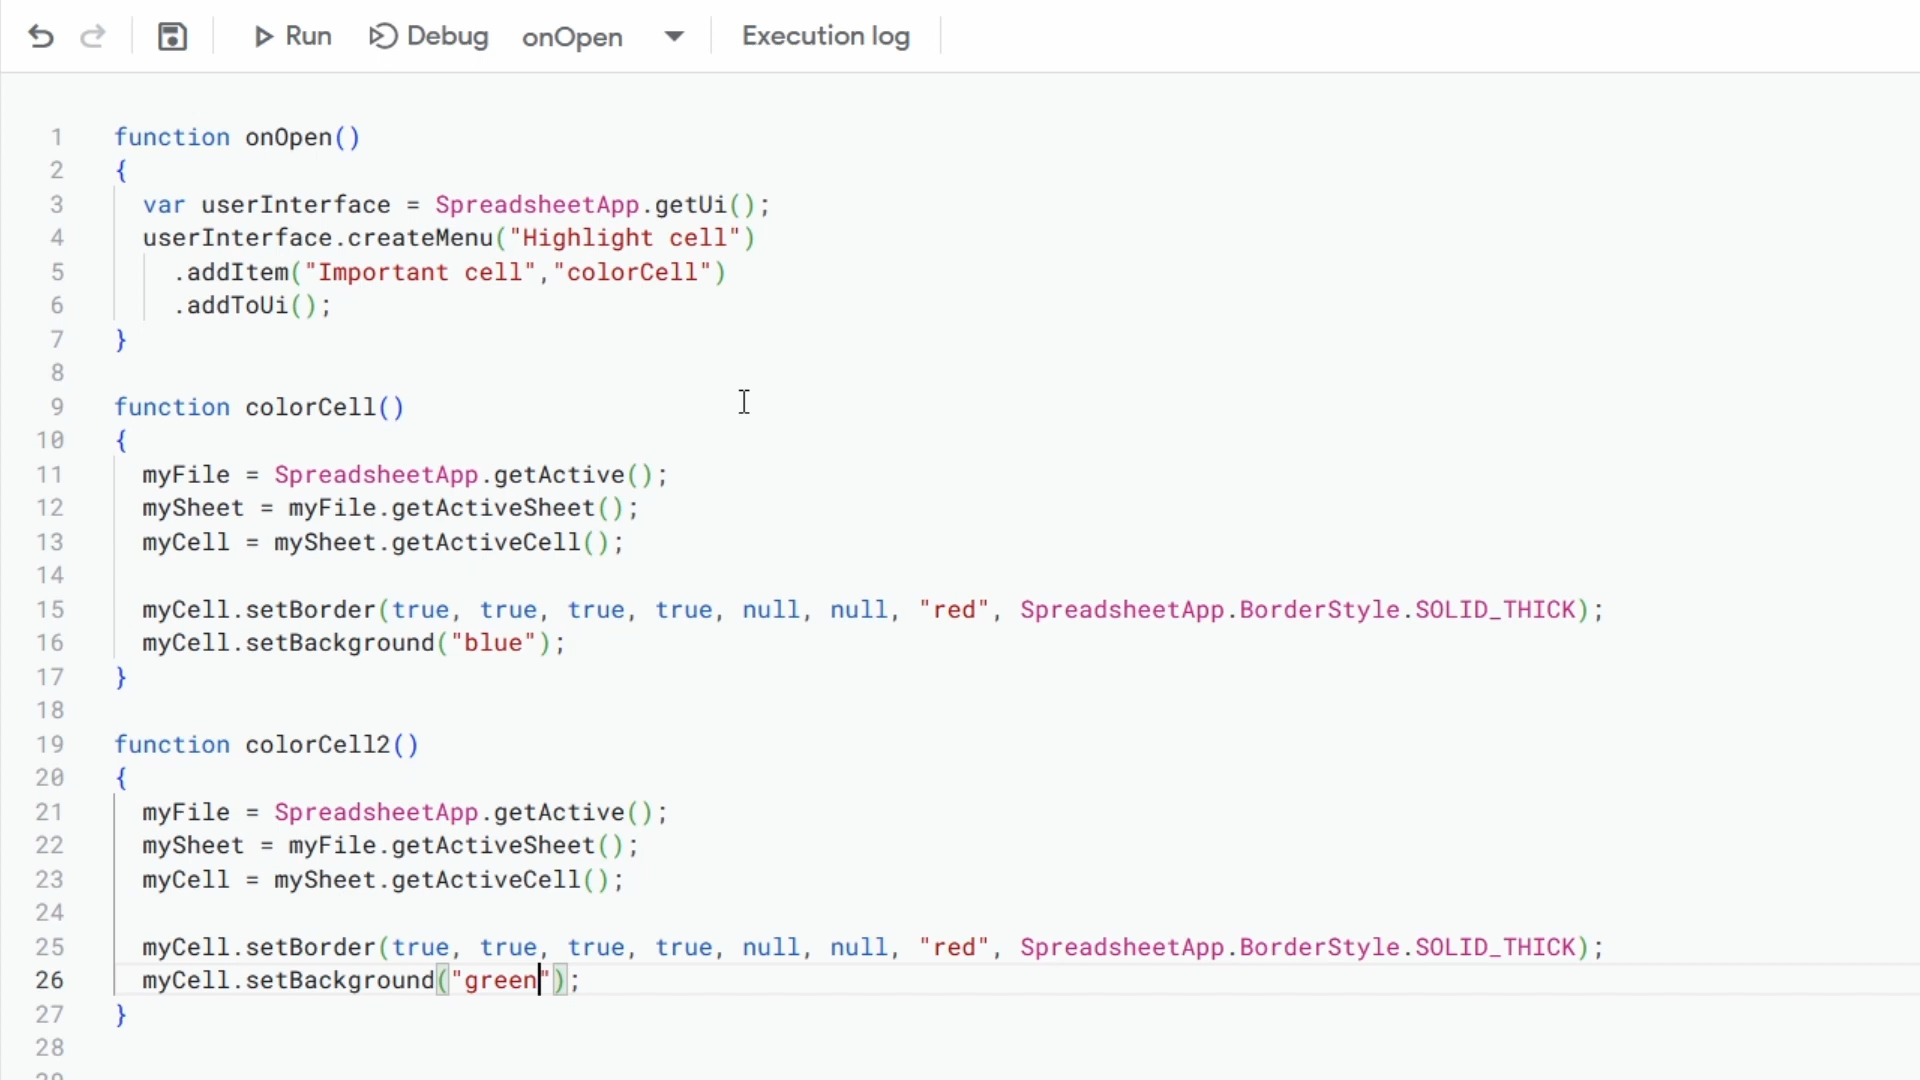 Run Debug onOpen Execution log
1 function onOpen()
2 {
3 var userInterface = SpreadsheetApp.getUi();
4 userInterface.createMenu("Highlight cell")
5 .addItem("Important cell","colorCell")
6 .addToUi();
7 }
8
9 function colorCell()
10 {
11 myFile = SpreadsheetApp.getActive();
12 mySheet = myFile.getActiveSheet();
13 myCell = mySheet.getActiveCell();
14
15 myCell.setBorder(true, true, true, true, null, null, "red", SpreadsheetApp.BorderStyle.SOLID_THICK);
16 myCell.setBackground("blue");
17 }
18
19 function colorCell2()
20 {
21 myFile = SpreadsheetApp.getActive();
22 mySheet = myFile.getActiveSheet();
23 myCell = mySheet.getActiveCell();
24
25 myCell.setBorder(true, true, true, true, null, null, "red", SpreadsheetApp.BorderStyle.SOLID_THICK);
26 myCell.setBackground("green");
27 }
28